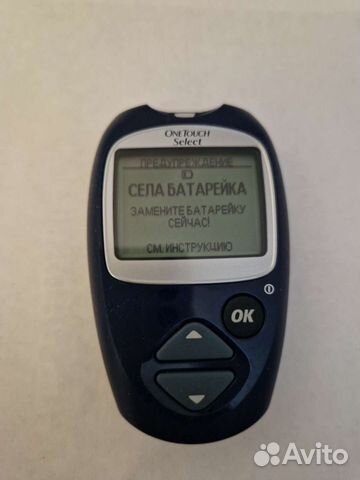 ONETOUCH
Select
ПРЕДУПРЕЖДЕНИЕ
СЕЛА БАТАРЕЙКА
ЗАМЕНИТЕ БАТАРЕЙКУ
СЕЙЧАС!
СМ. ИНСТРУКЦИЮ
OK
Avito